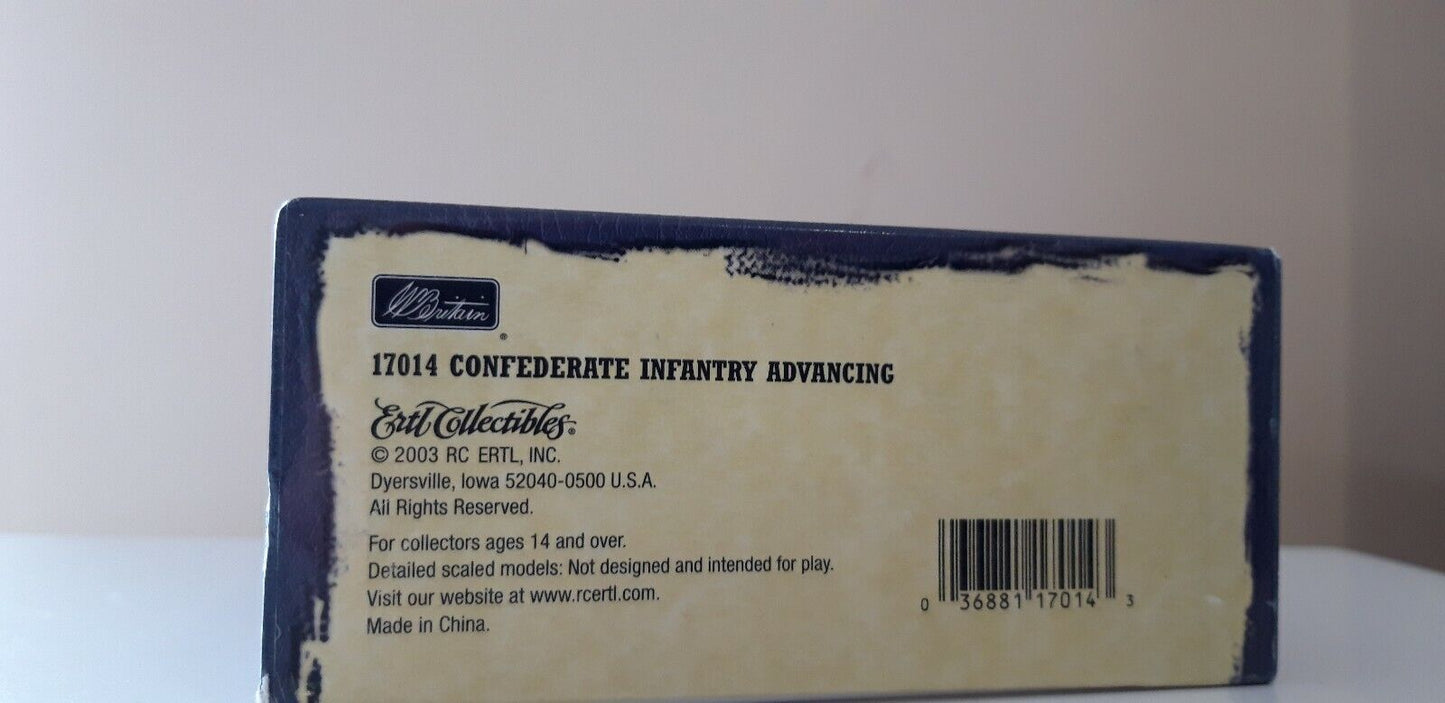 WBritain®
17014 CONFEDERATE INFANTRY ADVANCING
Ertl Collectibles®
© 2003 RC ERTL, INC.
Dyersville, Iowa 52040-0500 U.S.A.
All Rights Reserved.
For collectors ages 14 and over.
Detailed scaled models: Not designed and intended for play.
Visit our website at www.rcertl.com.
Made in China.
0 36881 17014 3